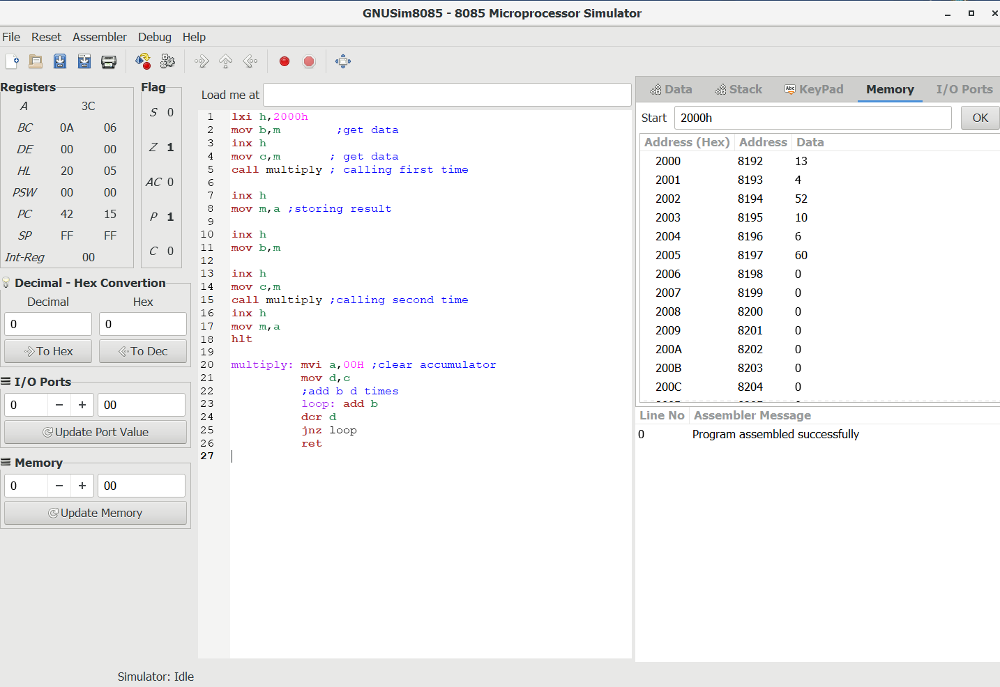 GNUSim8085 - 8085 Microprocessor Simulator
File Reset Assembler Debug Help
Registers
A 3C
BC 0A 06
DE 00 00
HL 20 05
PSW 00 00
PC 42 15
SP FF FF
Int-Reg 00
Flag
S 0
Z 1
AC 0
P 1
C 0
Decimal - Hex Convertion
Decimal Hex
0 0
To Hex To Dec
I/O Ports
0 − + 00
Update Port Value
Memory
0 − + 00
Update Memory
Load me at
1 lxi h,2000h
2 mov b,m ;get data
3 inx h
4 mov c,m ; get data
5 call multiply ; calling first time
6
7 inx h
8 mov m,a ;storing result
9
10 inx h
11 mov b,m
12
13 inx h
14 mov c,m
15 call multiply ;calling second time
16 inx h
17 mov m,a
18 hlt
19
20 multiply: mvi a,00H ;clear accumulator
21 mov d,c
22 ;add b d times
23 loop: add b
24 dcr d
25 jnz loop
26 ret
27
Data Stack Abc KeyPad Memory I/O Ports
Start 2000h OK
Address (Hex) Address Data
2000 8192 13
2001 8193 4
2002 8194 52
2003 8195 10
2004 8196 6
2005 8197 60
2006 8198 0
2007 8199 0
2008 8200 0
2009 8201 0
200A 8202 0
200B 8203 0
200C 8204 0
Line No Assembler Message
0 Program assembled successfully
Simulator: Idle